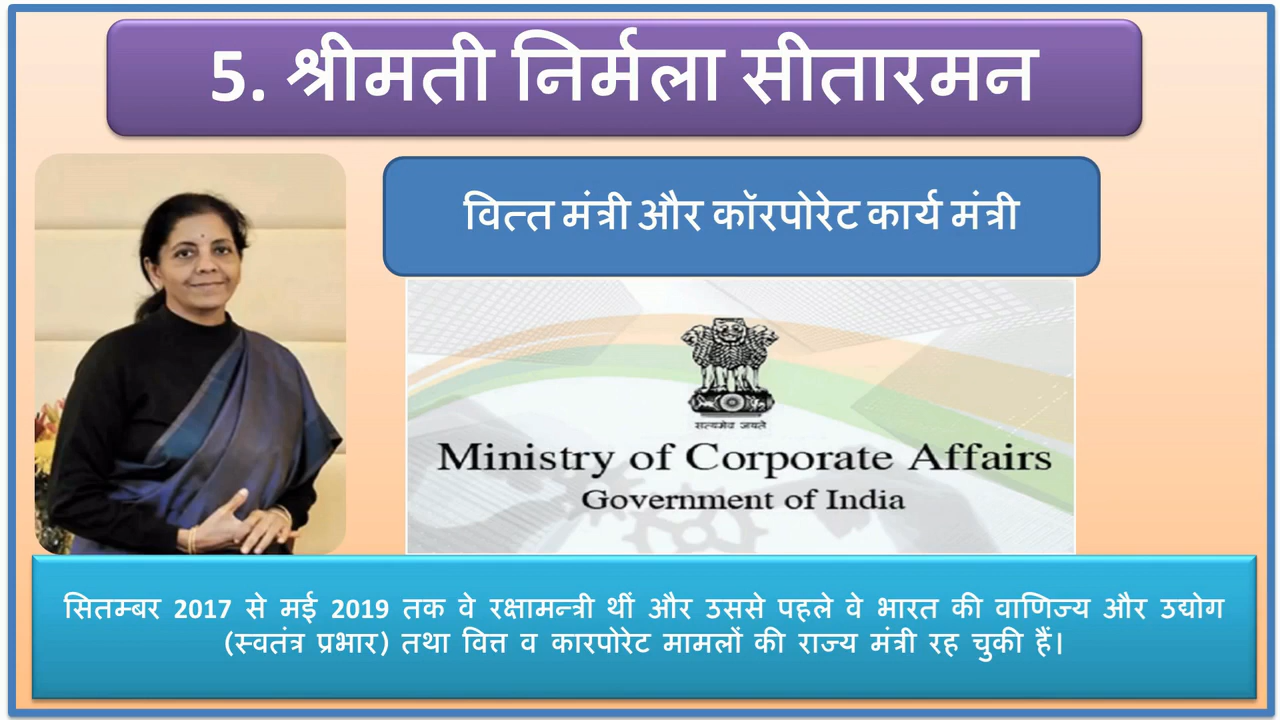 5. श्रीमती निर्मला सीतारमन
वित्त मंत्री और कॉरपोरेट कार्य मंत्री
सत्यमेव जयते
Ministry of Corporate Affairs
Government of India
सितम्बर 2017 से मई 2019 तक वे रक्षामन्त्री थीं और उससे पहले वे भारत की वाणिज्य और उद्योग
(स्वतंत्र प्रभार) तथा वित्त व कारपोरेट मामलों की राज्य मंत्री रह चुकी हैं।